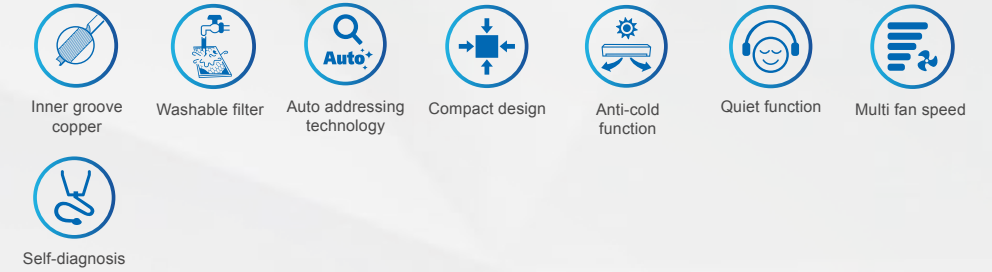 Auto
Inner groove
copper
Washable filter
Auto addressing
technology
Compact design
Anti-cold
function
Quiet function
Multi fan speed
Self-diagnosis